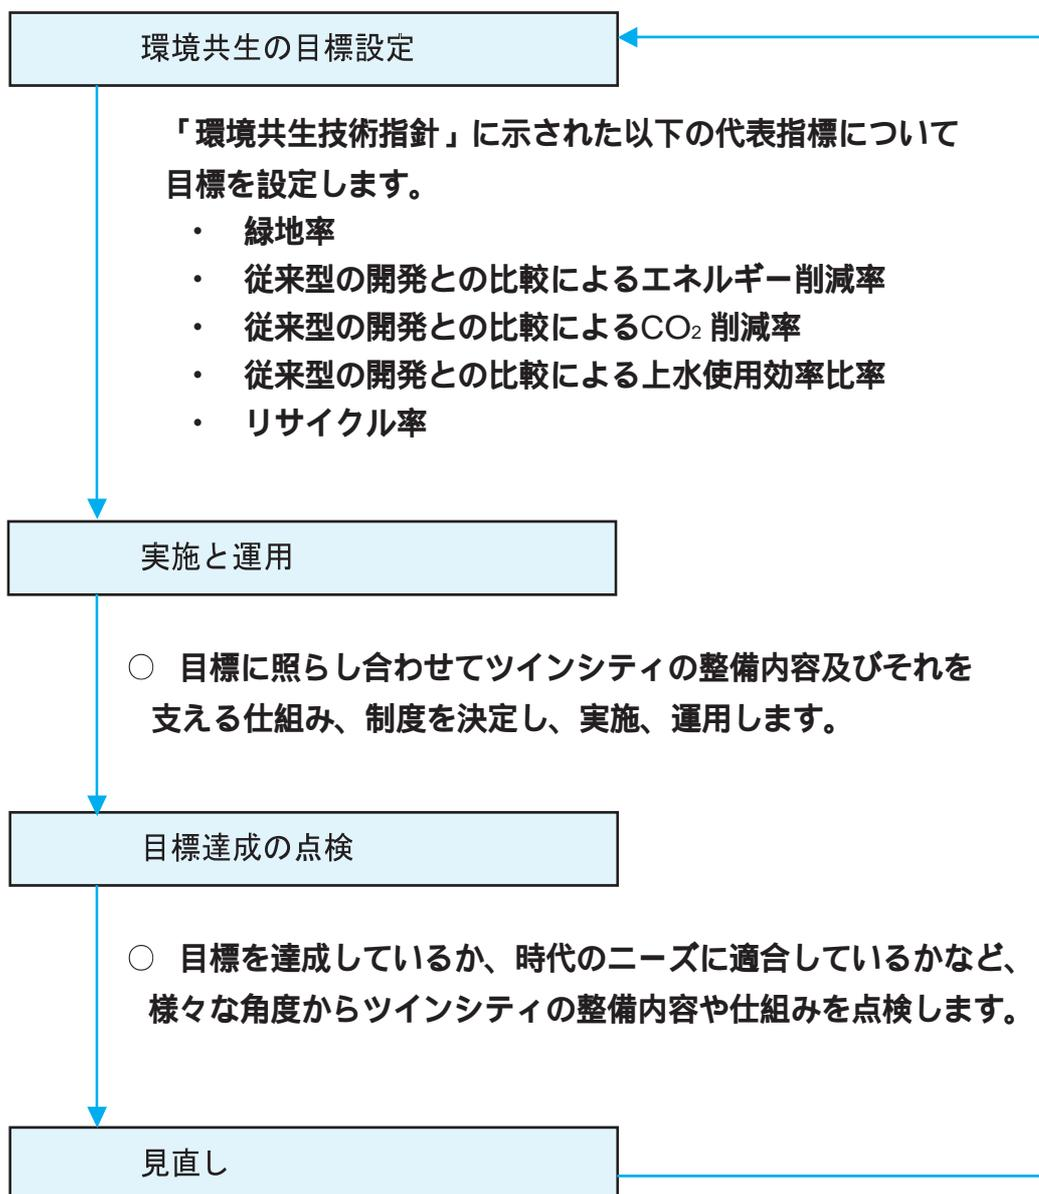 環境共生の目標設定
「環境共生技術指針」に示された以下の代表指標について
目標を設定します。
・ 緑地率
・ 従来型の開発との比較によるエネルギー削減率
・ 従来型の開発との比較によるCO₂ 削減率
・ 従来型の開発との比較による上水使用効率比率
・ リサイクル率
実施と運用
○ 目標に照らし合わせてツインシティの整備内容及びそれを
支える仕組み、制度を決定し、実施、運用します。
目標達成の点検
○ 目標を達成しているか、時代のニーズに適合しているかなど、
様々な角度からツインシティの整備内容や仕組みを点検します。
見直し